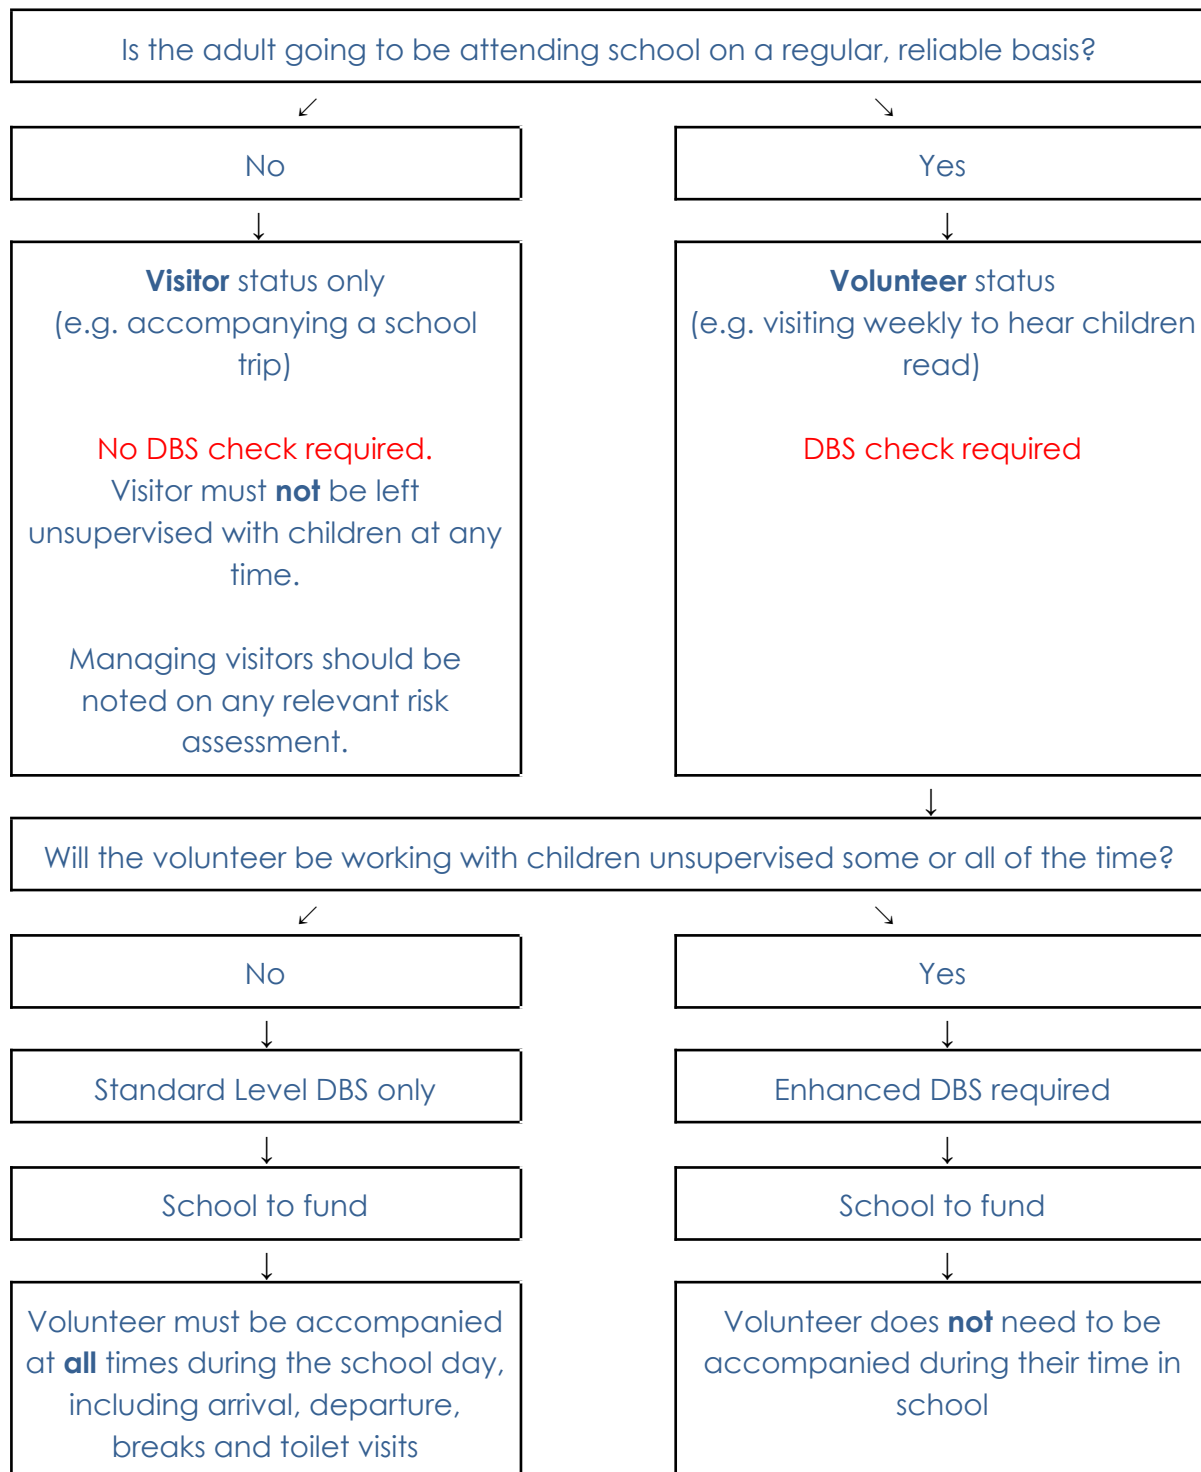 Is the adult going to be attending school on a regular, reliable basis?
↙ ↘
No
Yes
↓ ↓
Visitor status only
(e.g. accompanying a school
trip)
No DBS check required.
Visitor must not be left
unsupervised with children at any
time.
Managing visitors should be
noted on any relevant risk
assessment.
Volunteer status
(e.g. visiting weekly to hear children
read)
DBS check required
↓
Will the volunteer be working with children unsupervised some or all of the time?
↙ ↘
No
Yes
↓ ↓
Standard Level DBS only
Enhanced DBS required
↓ ↓
School to fund
School to fund
↓ ↓
Volunteer must be accompanied
at all times during the school day,
including arrival, departure,
breaks and toilet visits
Volunteer does not need to be
accompanied during their time in
school